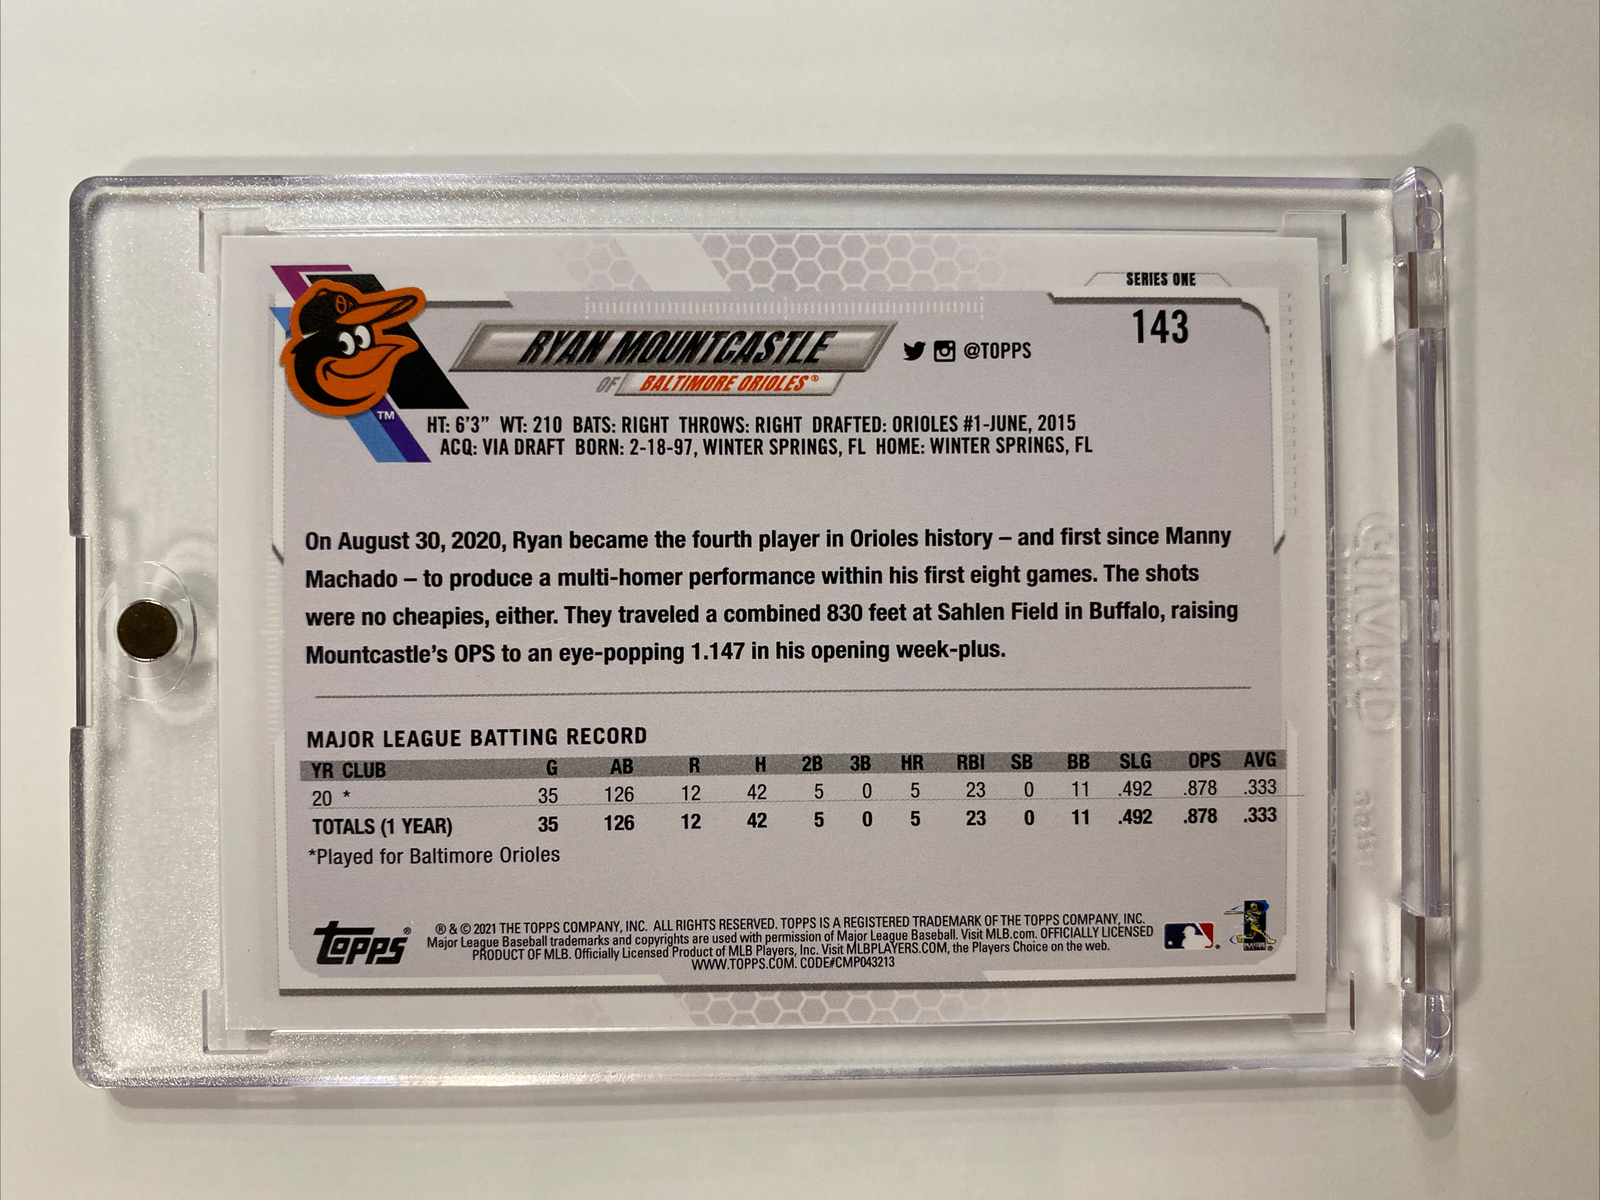 SERIES ONE
143
RYAN MOUNTCASTLE
@TOPPS
OF BALTIMORE ORIOLES®
TM
HT: 6'3" WT: 210 BATS: RIGHT THROWS: RIGHT DRAFTED: ORIOLES #1-JUNE, 2015
ACQ: VIA DRAFT BORN: 2-18-97, WINTER SPRINGS, FL HOME: WINTER SPRINGS, FL
On August 30, 2020, Ryan became the fourth player in Orioles history – and first since Manny
Machado – to produce a multi-homer performance within his first eight games. The shots
were no cheapies, either. They traveled a combined 830 feet at Sahlen Field in Buffalo, raising
Mountcastle's OPS to an eye-popping 1.147 in his opening week-plus.
MAJOR LEAGUE BATTING RECORD
YR CLUB G AB R H 2B 3B HR RBI SB BB SLG OPS AVG
20 * 35 126 12 42 5 0 5 23 0 11 .492 .878 .333
TOTALS (1 YEAR) 35 126 12 42 5 0 5 23 0 11 .492 .878 .333
*Played for Baltimore Orioles
topps®
® & © 2021 THE TOPPS COMPANY, INC. ALL RIGHTS RESERVED. TOPPS IS A REGISTERED TRADEMARK OF THE TOPPS COMPANY, INC.
Major League Baseball trademarks and copyrights are used with permission of Major League Baseball. Visit MLB.com. OFFICIALLY LICENSED
PRODUCT OF MLB. Officially Licensed Product of MLB Players, Inc. Visit MLBPLAYERS.COM, the Players Choice on the web.
WWW.TOPPS.COM. CODE#CMP043213